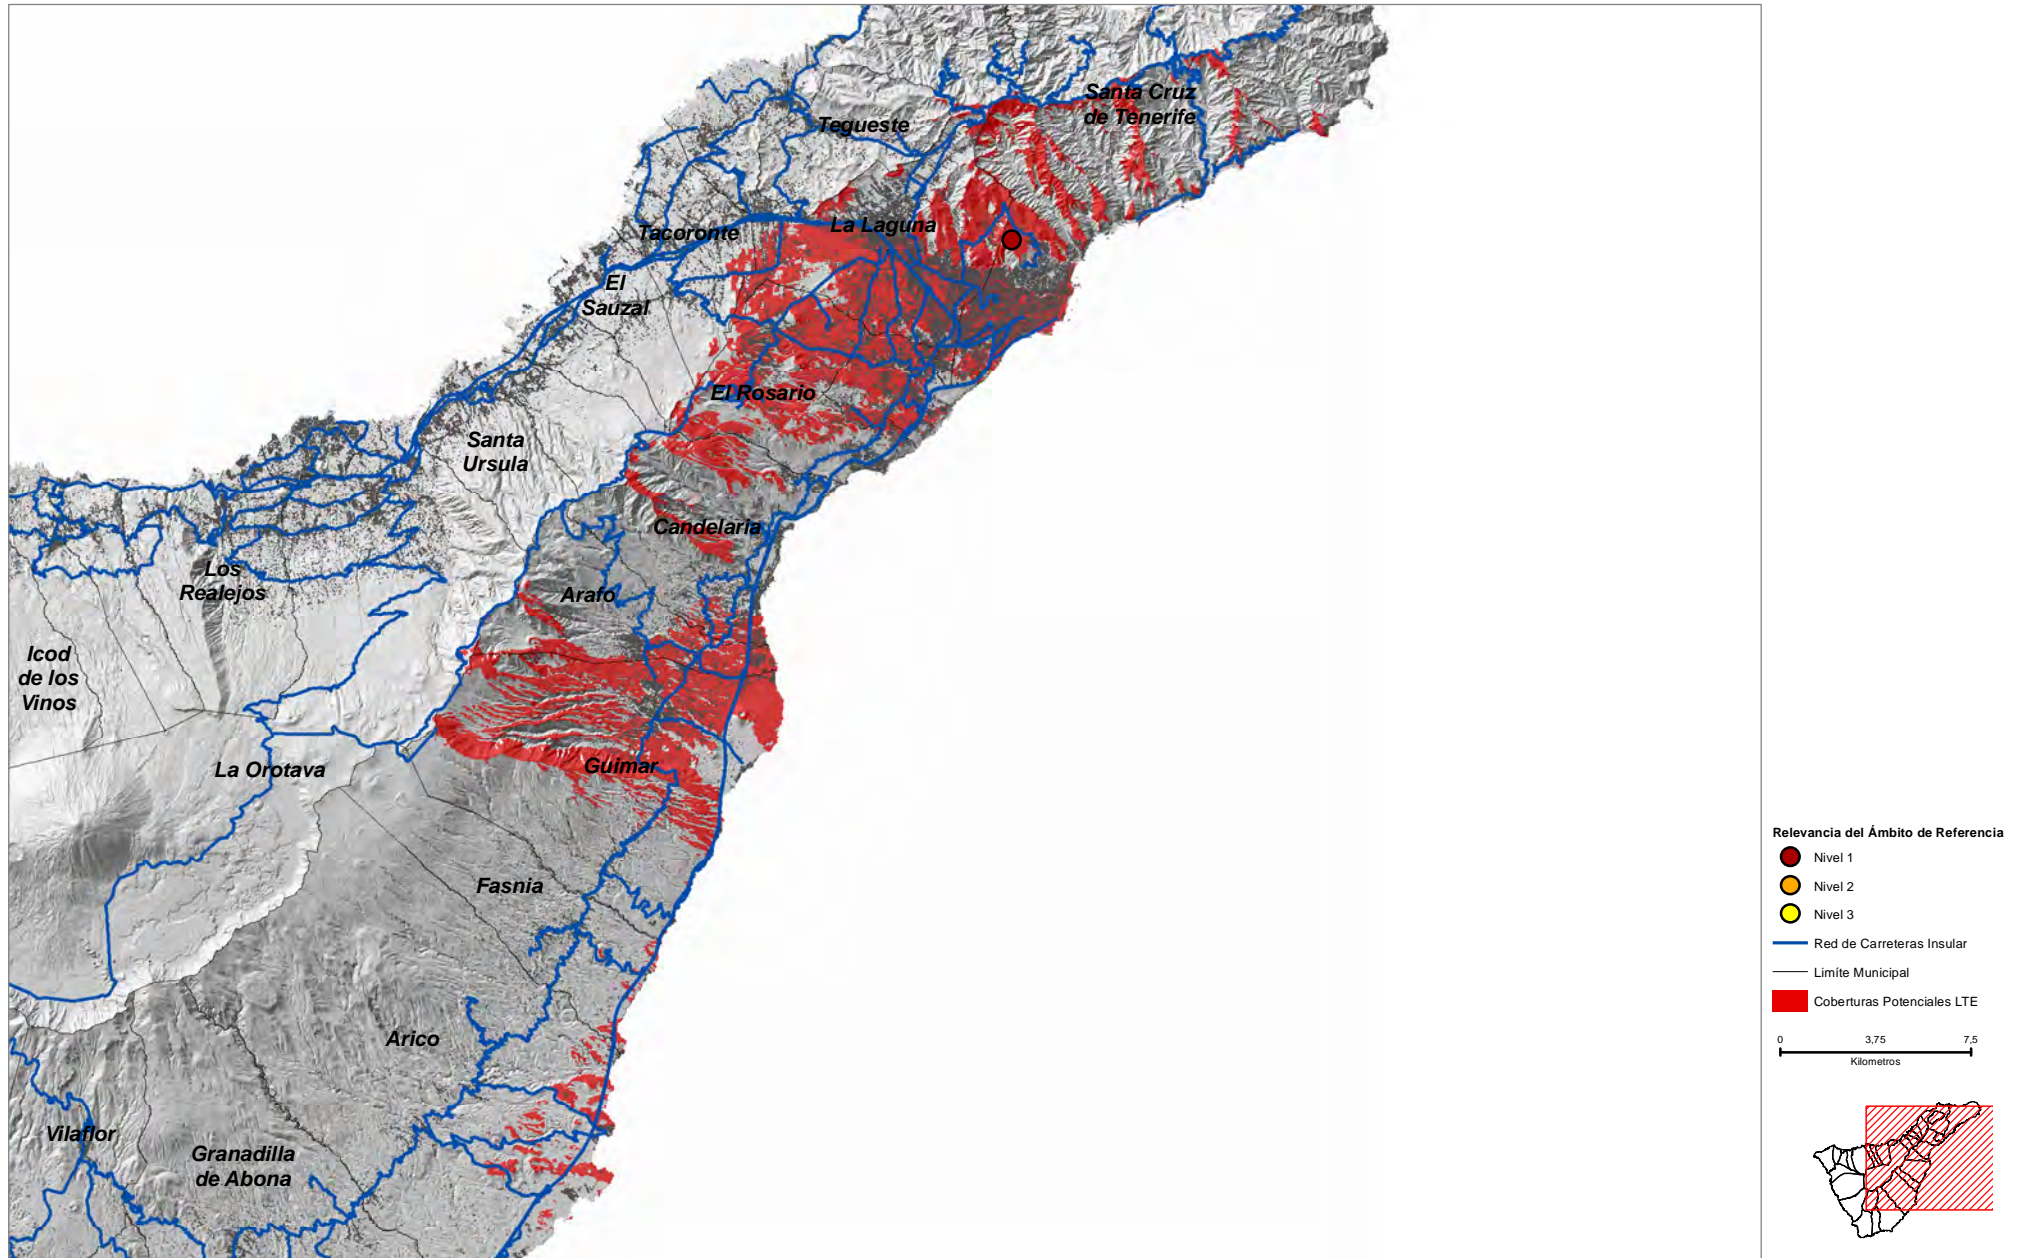 Santa Cruz
de Tenerife
Tegueste
La Laguna
Tacoronte
El
Sauzal
El Rosario
Santa
Ursula
Candelaria
Los
Realejos
Arafo
Icod
de los
Vinos
La Orotava
Guimar
Fasnia
Arico
Vilaflor
Granadilla
de Abona
Relevancia del Ámbito de Referencia
Nivel 1
Nivel 2
Nivel 3
Red de Carreteras Insular
Limíte Municipal
Coberturas Potenciales LTE
0 3,75 7,5
Kilometros